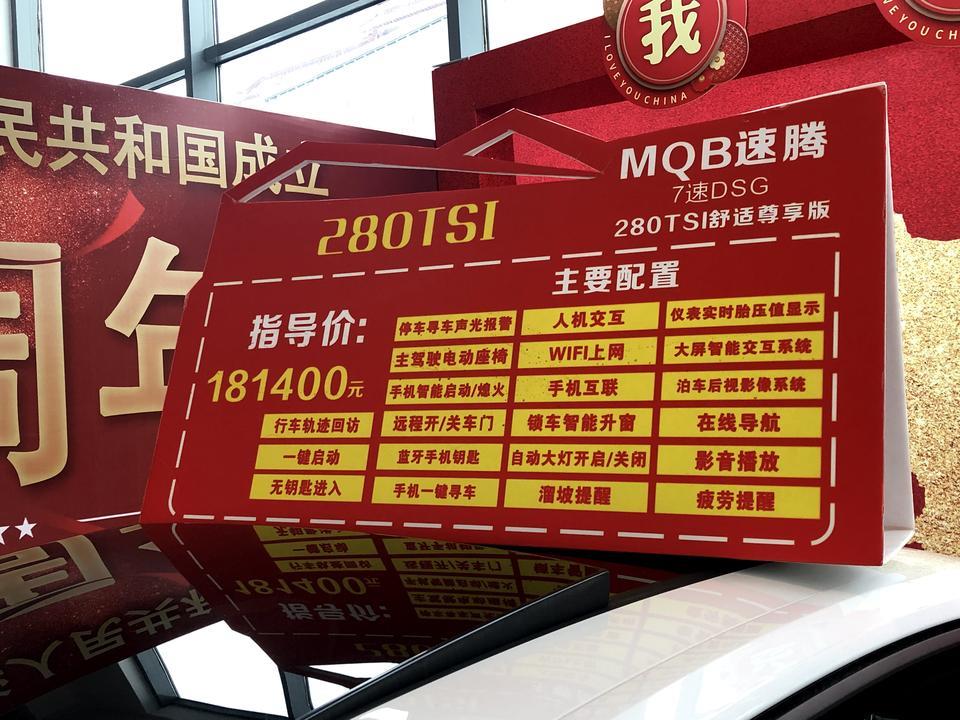 我
I LOVE YOU CHINA
民共和国成立
周年
MQB速腾
7速DSG
280TSI舒适尊享版
280TSI
主要配置
指导价:
181400元
停车寻车声光报警 人机交互 仪表实时胎压值显示
主驾驶电动座椅 WIFI上网 大屏智能交互系统
手机智能启动/熄火 手机互联 泊车后视影像系统
行车轨迹回访 远程开/关车门 锁车智能升窗 在线导航
一键启动 蓝牙手机钥匙 自动大灯开启/关闭 影音播放
无钥匙进入 手机一键寻车 溜坡提醒 疲劳提醒